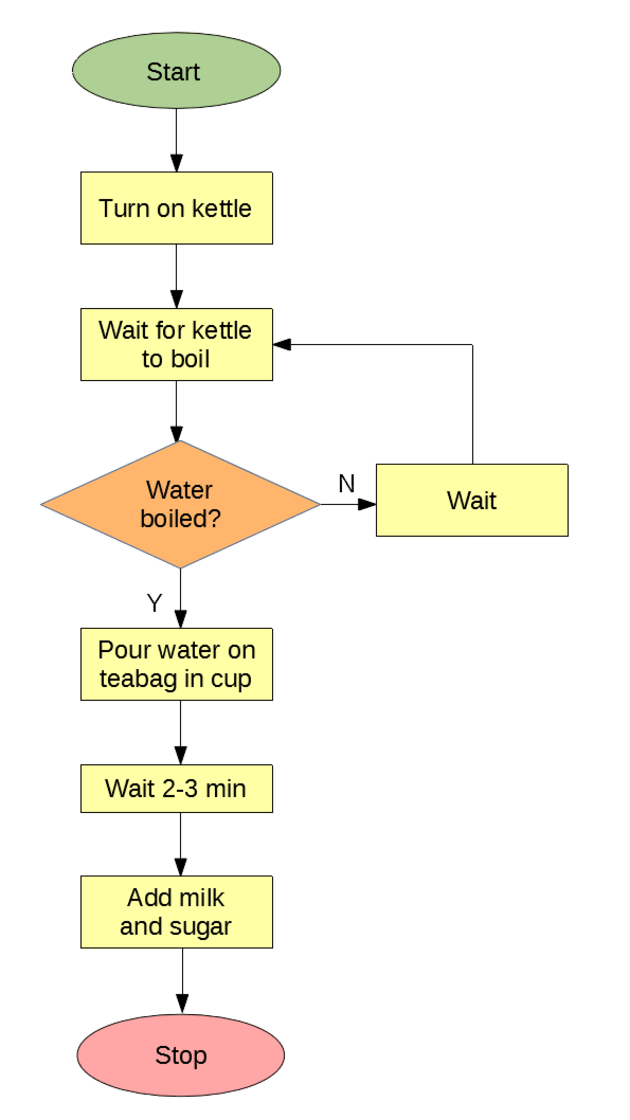 Start
Turn on kettle
Wait for kettle
to boil
Water
boiled?
N
Wait
Y
Pour water on
teabag in cup
Wait 2-3 min
Add milk
and sugar
Stop